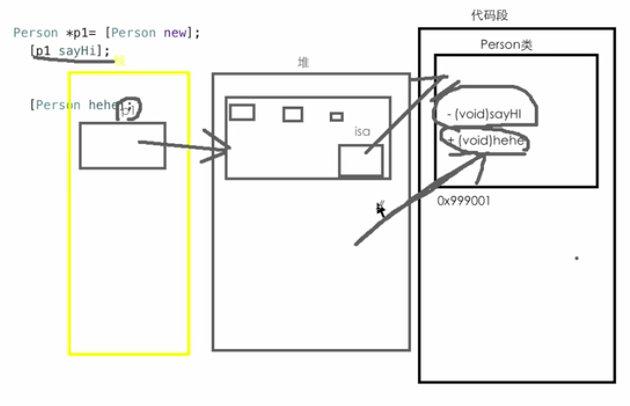 代码段
Person *p1= [Person new];
[p1 sayHi];
Person类
堆
[Person hehe];
p1
isa
- (void)sayHI
+ (void)hehe
0x999001